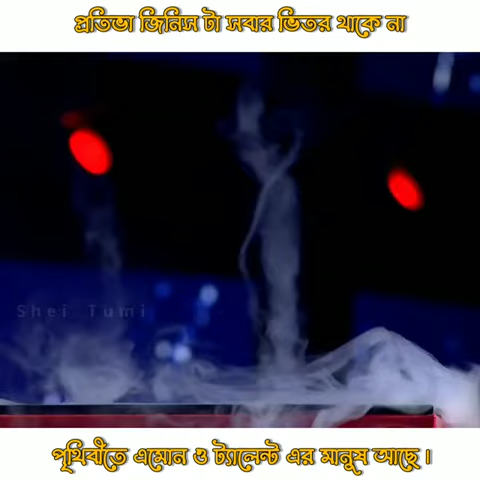 প্রতিভা জিনিস টা সবার ভিতর থাকে না
Shei Tumi
পৃথিবীতে এমোন ও ট্যালেন্ট এর মানুষ আছে।